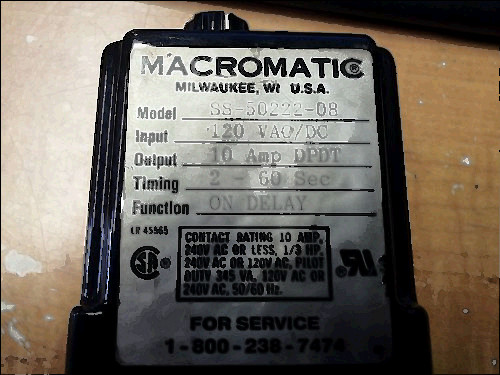 MACROMATIC®
MILWAUKEE, WI U.S.A.
Model SS-50222-08
Input 120 VAC/DC
Output 10 Amp DPDT
Timing 2 - 60 Sec
Function ON DELAY
LR 45565
CONTACT RATING 10 AMP,
240V AC OR LESS, 1/3 HP,
240V AC OR 120V AC, PILOT
DUTY 345 VA, 120V AC OR
240V AC, 50/60 Hz.
FOR SERVICE
1-800-238-7474